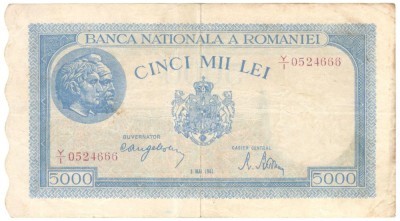 BANCA NATIONALA A ROMANIEI
CINCI MII LEI
Y/1 0524666
GUVERNATOR
CASIER CENTRAL
Y/1 0524666
5000
5000